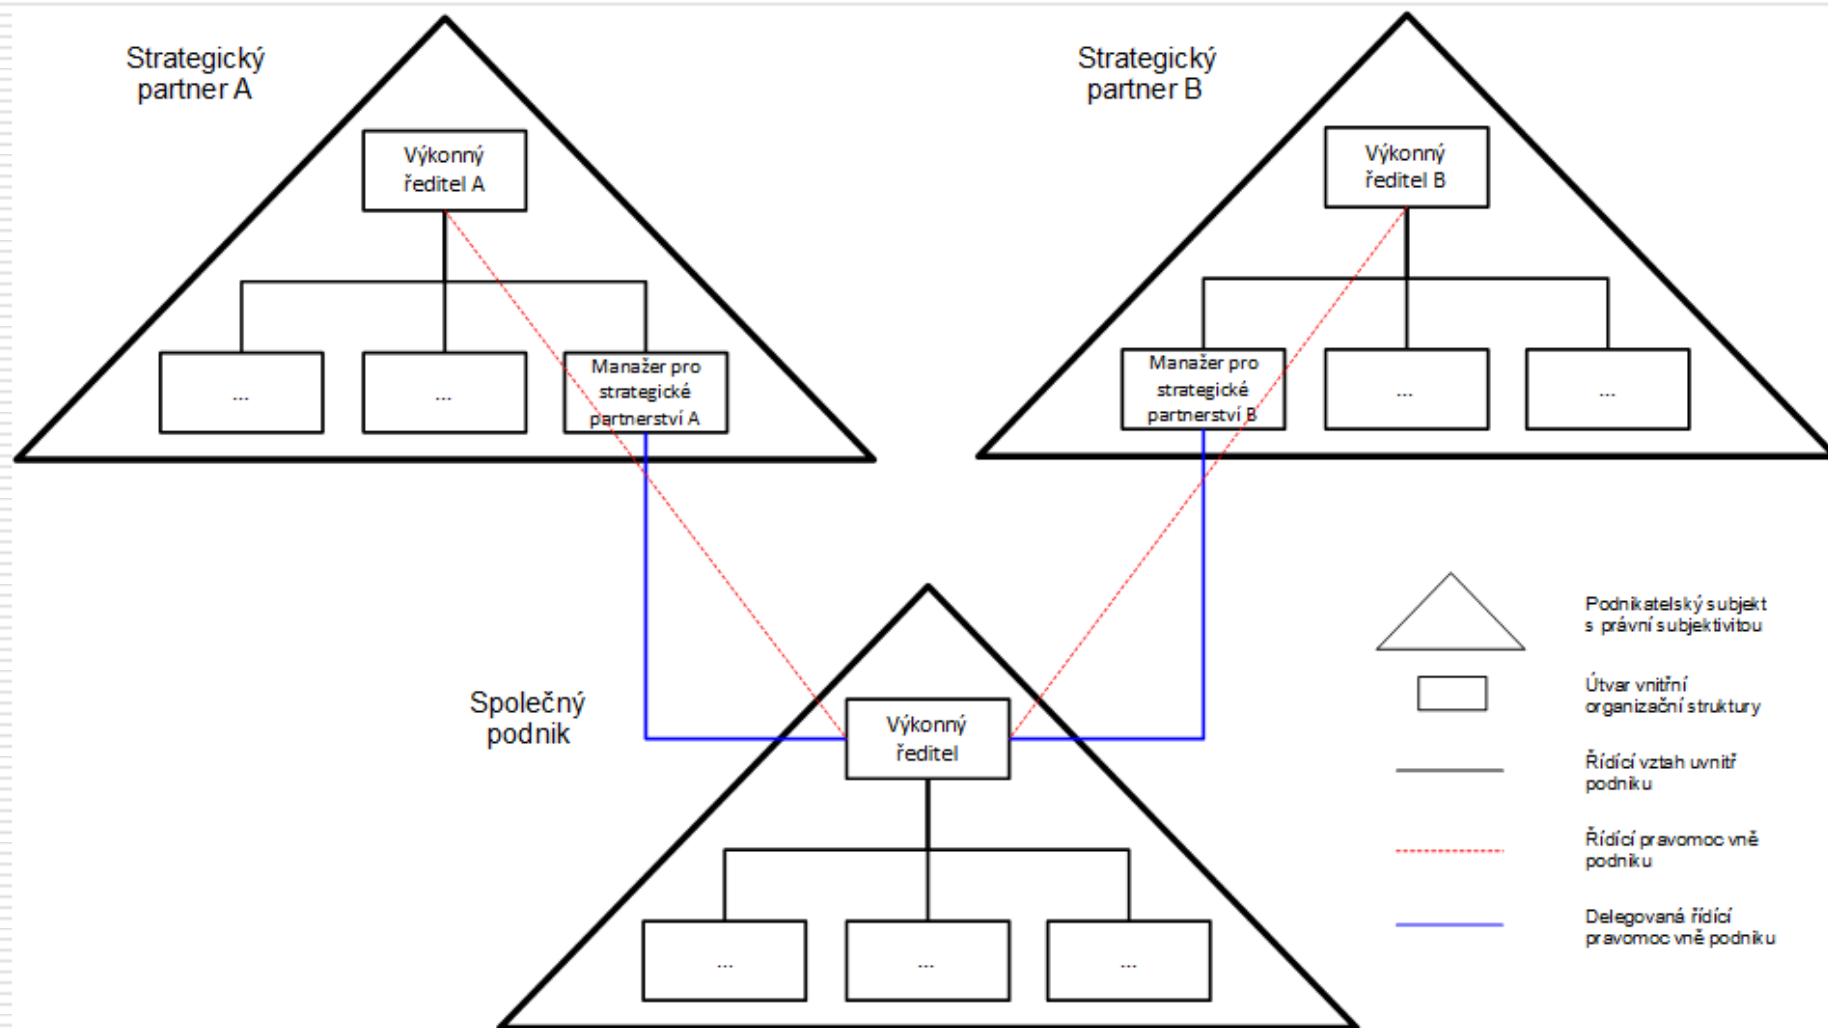 Strategický
partner A
Výkonný
ředitel A
...
...
Manažer pro
strategické
partnerství A
Strategický
partner B
Výkonný
ředitel B
Manažer pro
strategické
partnerství B
...
...
Společný
podnik
Výkonný
ředitel
...
...
...
Podnikatelský subjekt
s právní subjektivitou
Útvar vnitřní
organizační struktury
Řídící vztah uvnitř
podniku
Řídící pravomoc vně
podniku
Delegovaná řídící
pravomoc vně podniku